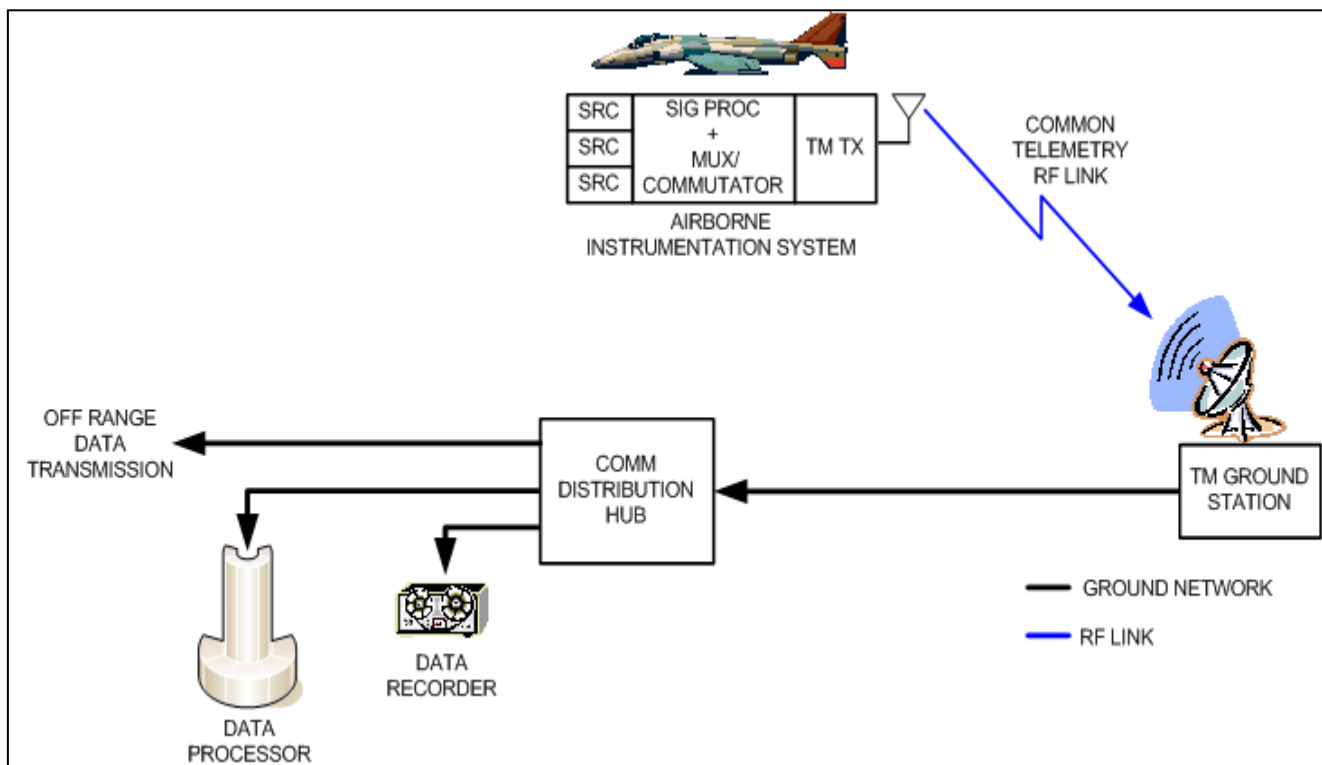 SRC
SRC
SRC
SIG PROC
+
MUX/
COMMUTATOR
TM TX
AIRBORNE
INSTRUMENTATION SYSTEM
COMMON
TELEMETRY
RF LINK
OFF RANGE
DATA
TRANSMISSION
COMM
DISTRIBUTION
HUB
TM GROUND
STATION
DATA
PROCESSOR
DATA
RECORDER
GROUND NETWORK
RF LINK